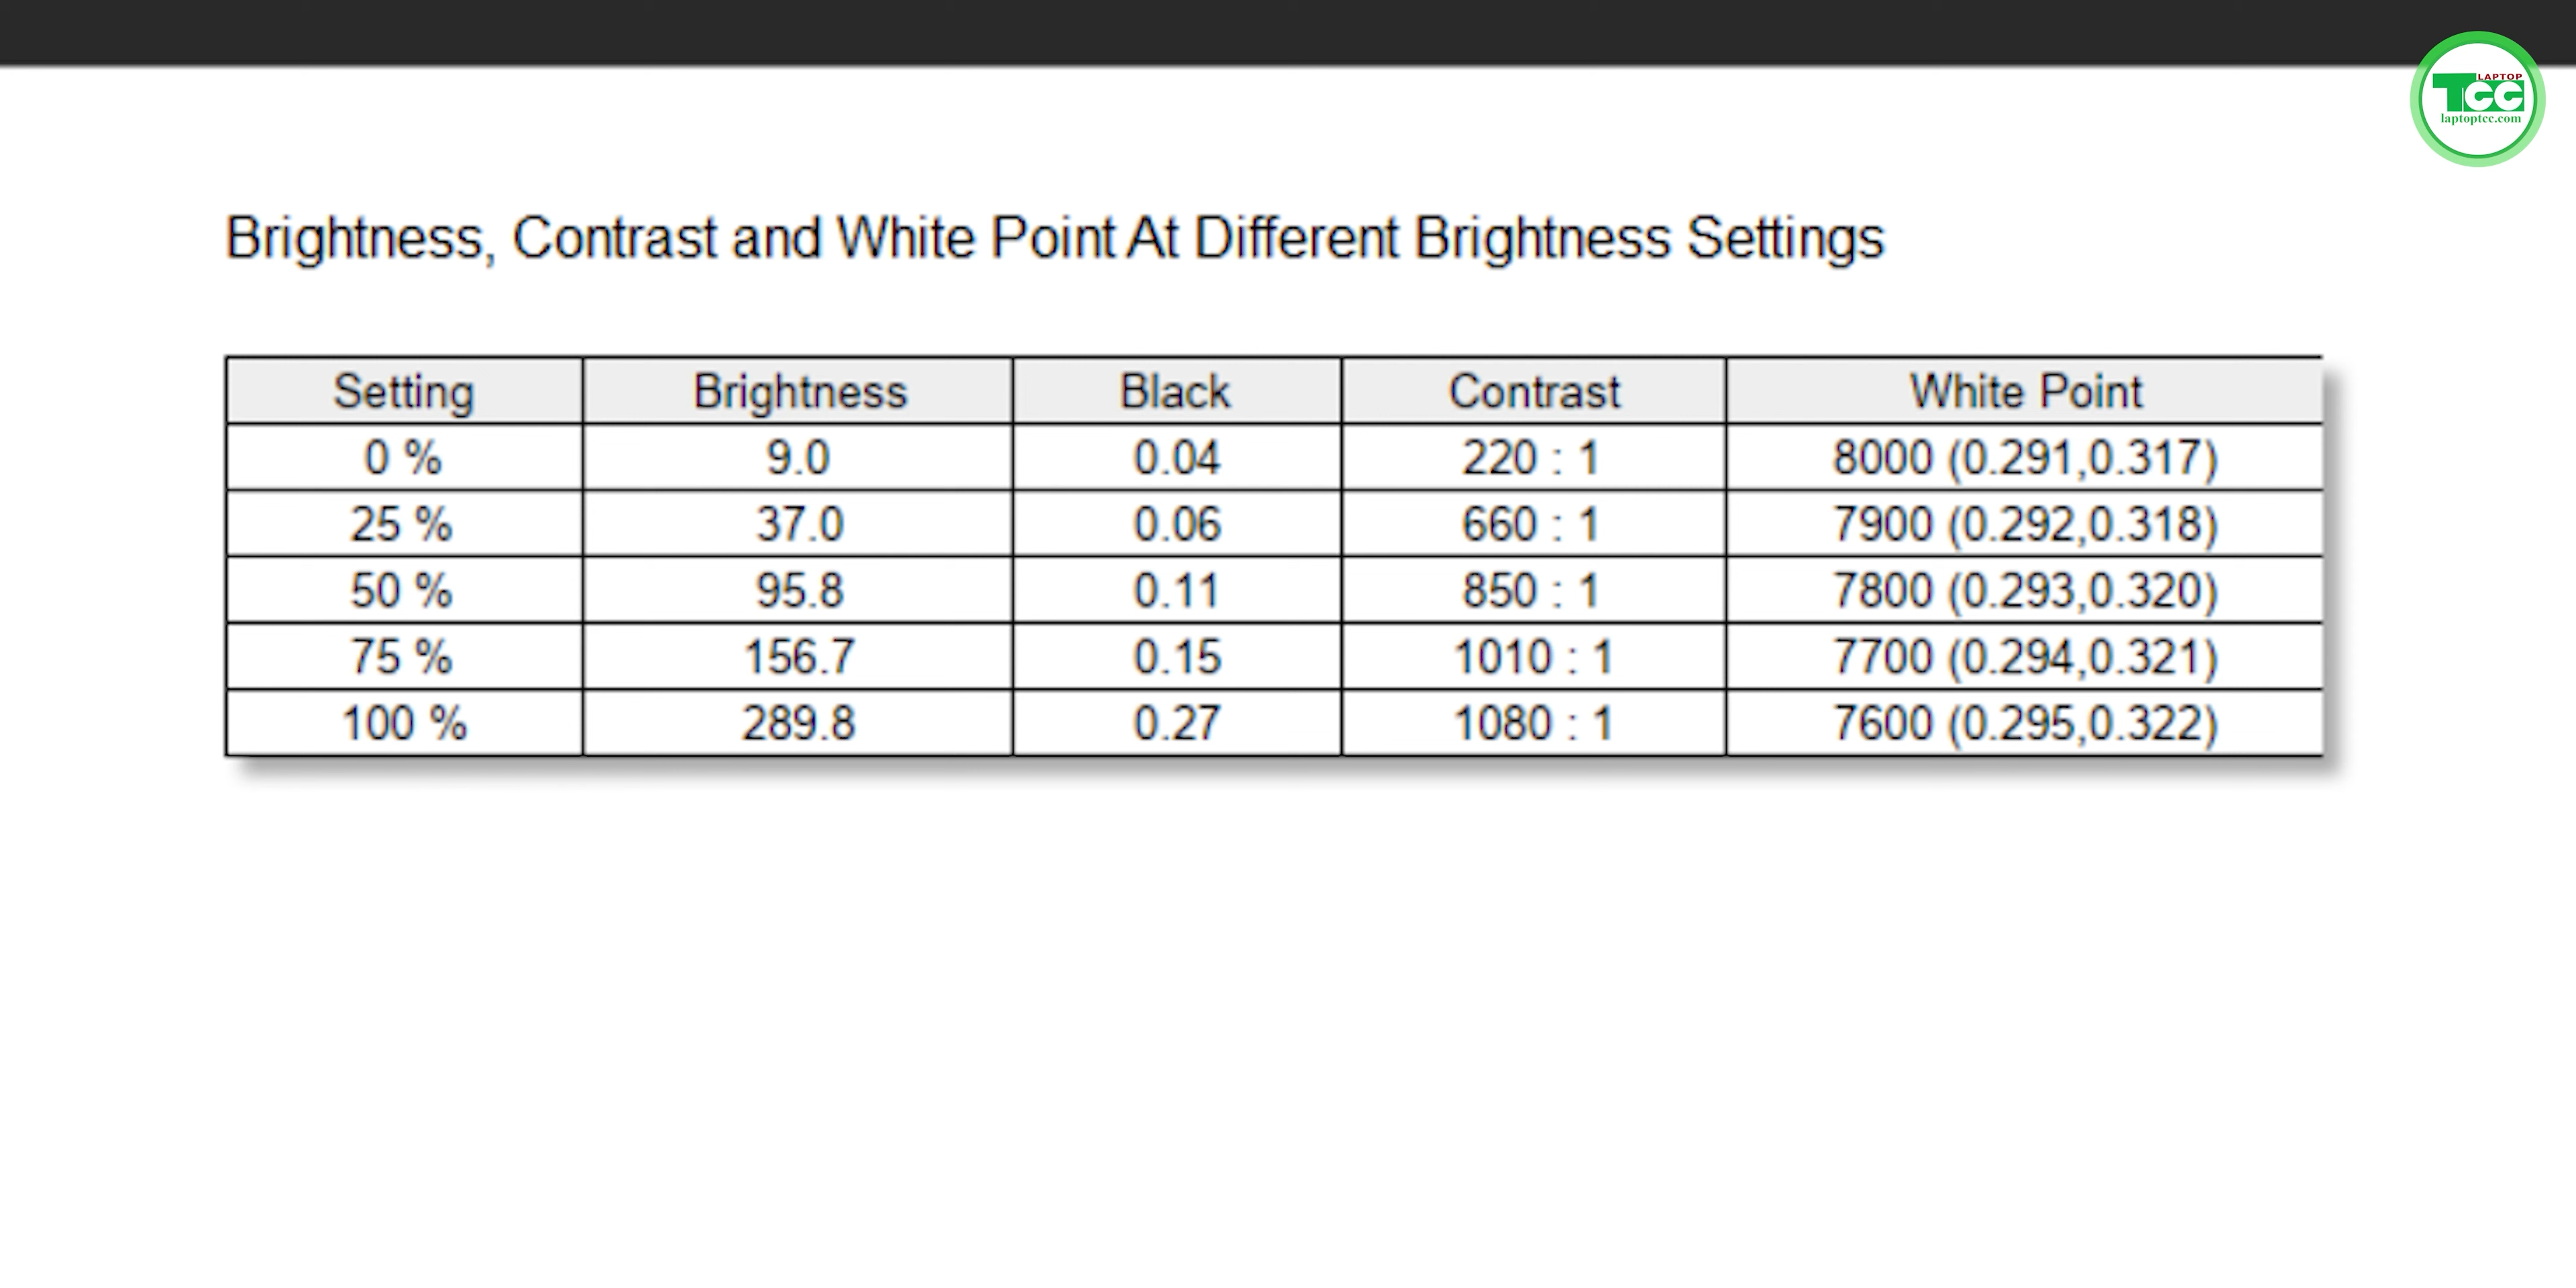 LAPTOP
TCC
laptoptcc.com
Brightness, Contrast and White Point At Different Brightness Settings
Setting Brightness Black Contrast White Point
0 % 9.0 0.04 220 : 1 8000 (0.291,0.317)
25 % 37.0 0.06 660 : 1 7900 (0.292,0.318)
50 % 95.8 0.11 850 : 1 7800 (0.293,0.320)
75 % 156.7 0.15 1010 : 1 7700 (0.294,0.321)
100 % 289.8 0.27 1080 : 1 7600 (0.295,0.322)